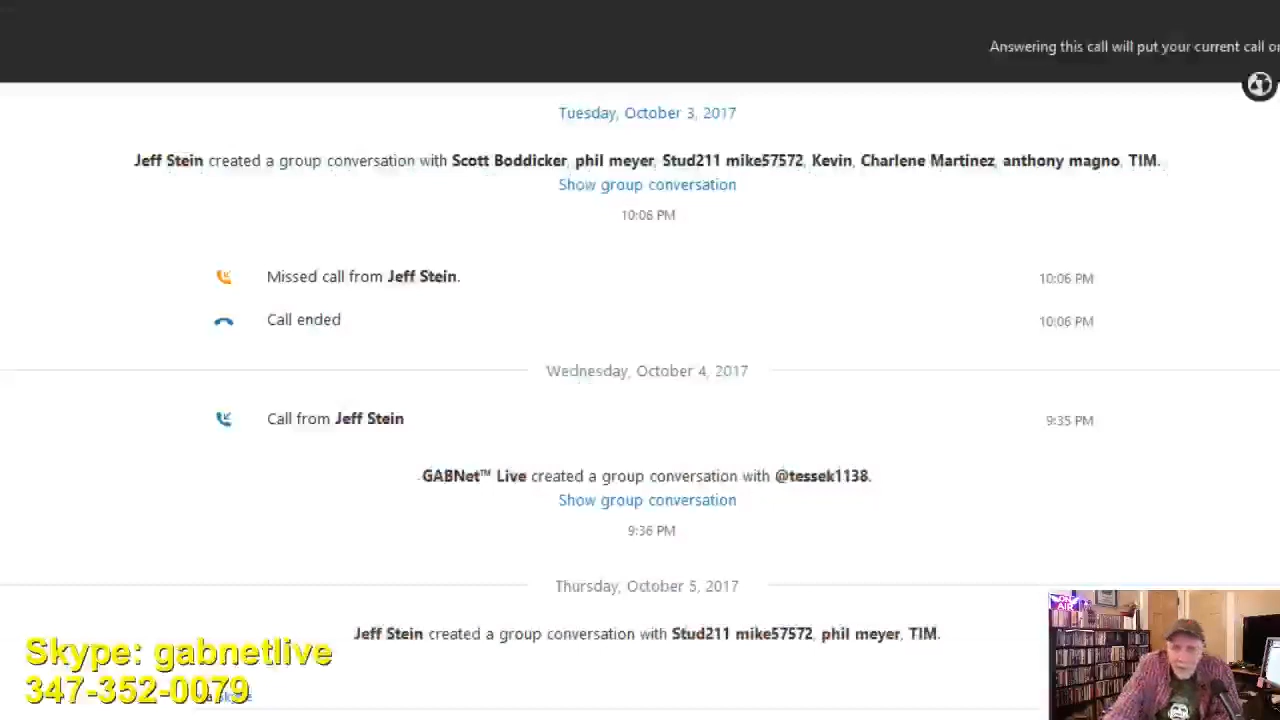 Answering this call will put your current call
Tuesday, October 3, 2017
Jeff Stein created a group conversation with Scott Boddicker, phil meyer, Stud211 mike57572, Kevin, Charlene Martinez, anthony magno, TIM.
Show group conversation
10:06 PM
Missed call from Jeff Stein.
10:06 PM
Call ended
10:06 PM
Wednesday, October 4, 2017
Call from Jeff Stein
9:35 PM
GABNet™ Live created a group conversation with @tessek1138.
Show group conversation
9:36 PM
Thursday, October 5, 2017
Jeff Stein created a group conversation with Stud211 mike57572, phil meyer, TIM.
ON
AIR
Skype: gabnetlive
347-352-0079